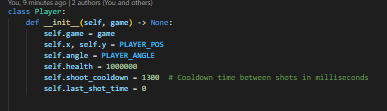 You, 9 minutes ago | 2 authors (You and others)
class Player:
    def __init__(self, game) -> None:
        self.game = game
        self.x, self.y = PLAYER_POS
        self.angle = PLAYER_ANGLE
        self.health = 1000000
        self.shoot_cooldown = 1300  # Cooldown time between shots in milliseconds
        self.last_shot_time = 0